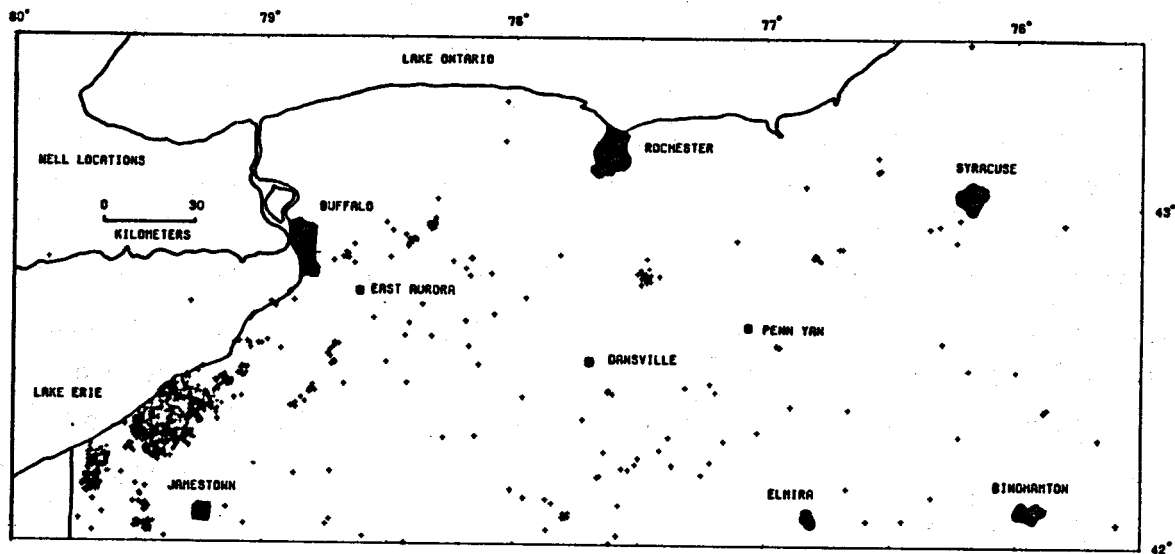 80° 79° 78° 77° 76°
LAKE ONTARIO
WELL LOCATIONS
ROCHESTER
SYRACUSE
0 30
BUFFALO
KILOMETERS
43°
EAST AURORA
PENN YAN
DANSVILLE
LAKE ERIE
JAMESTOWN
ELMIRA
BINGHAMTON
42°